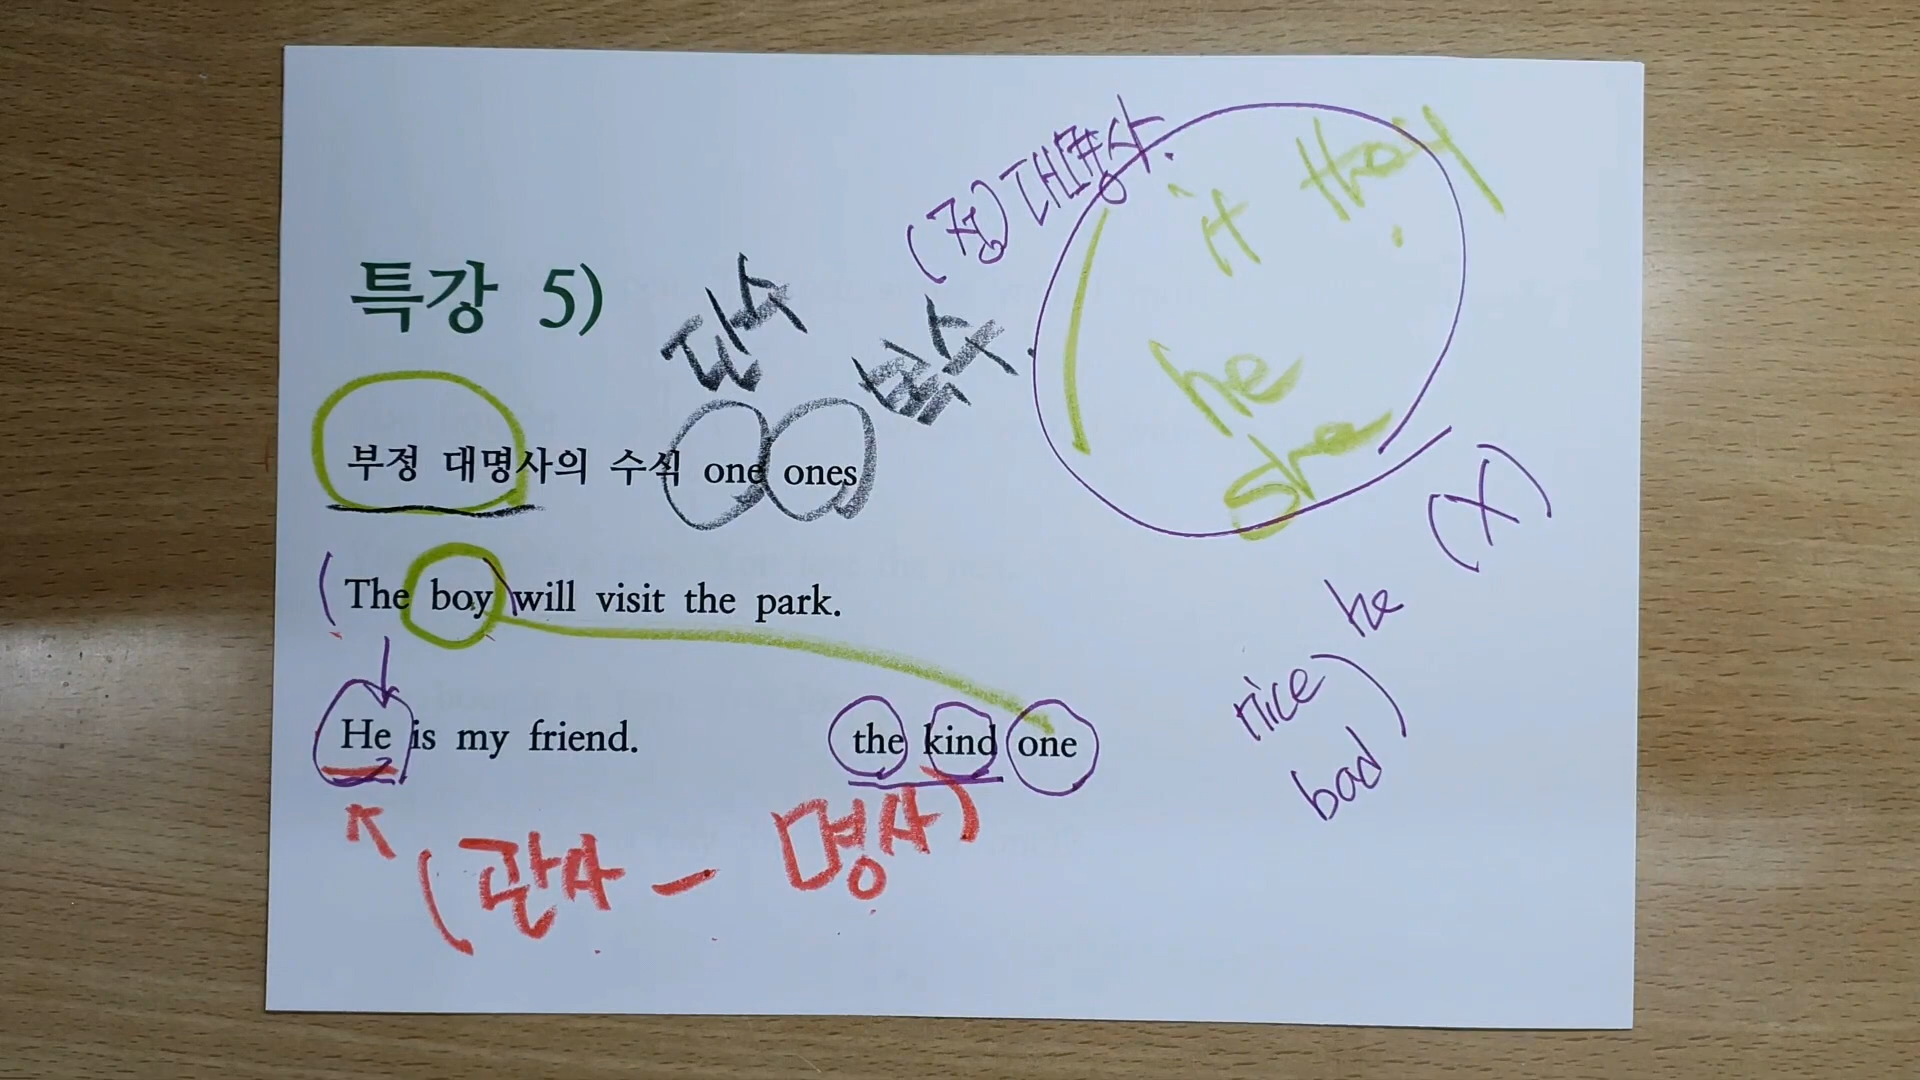 (정) 대명사.
it they
특강 5)
단수
복수
he
she
부정 대명사의 수식 one ones
(X)
The boy will visit the park.
he
nice)
He is my friend.
the kind one
bad
(관사 - 명사)